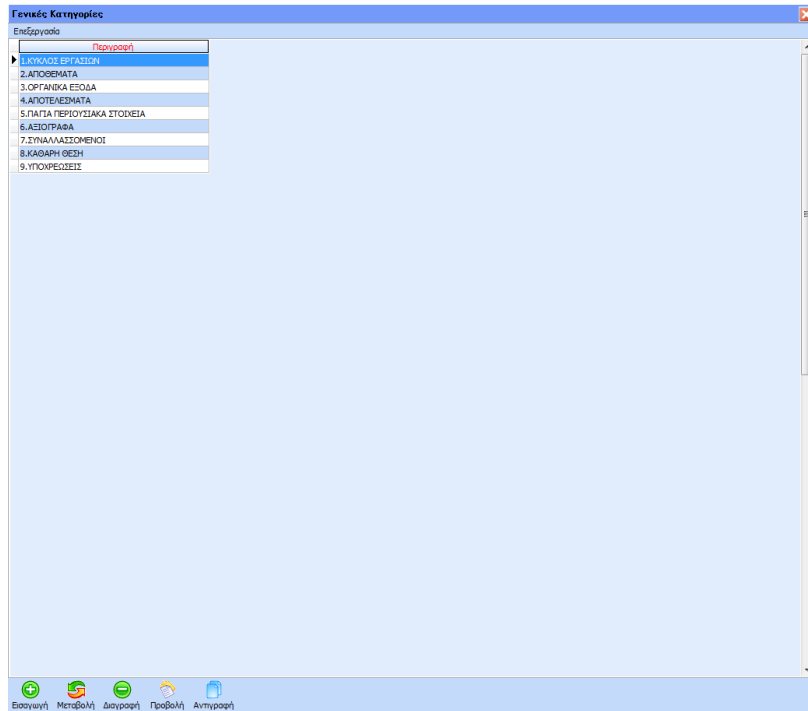 Γενικές Κατηγορίες
Επεξεργασία
Περιγραφή
1.ΚΥΚΛΟΣ ΕΡΓΑΣΙΩΝ
2.ΑΠΟΘΕΜΑΤΑ
3.ΟΡΓΑΝΙΚΑ ΕΞΟΔΑ
4.ΑΠΟΤΕΛΕΣΜΑΤΑ
5.ΠΑΓΙΑ ΠΕΡΙΟΥΣΙΑΚΑ ΣΤΟΙΧΕΙΑ
6.ΑΞΙΟΓΡΑΦΑ
7.ΣΥΝΑΛΛΑΣΣΟΜΕΝΟΙ
8.ΚΑΘΑΡΗ ΘΕΣΗ
9.ΥΠΟΧΡΕΩΣΕΙΣ
Εισαγωγή Μεταβολή Διαγραφή Προβολή Αντιγραφή